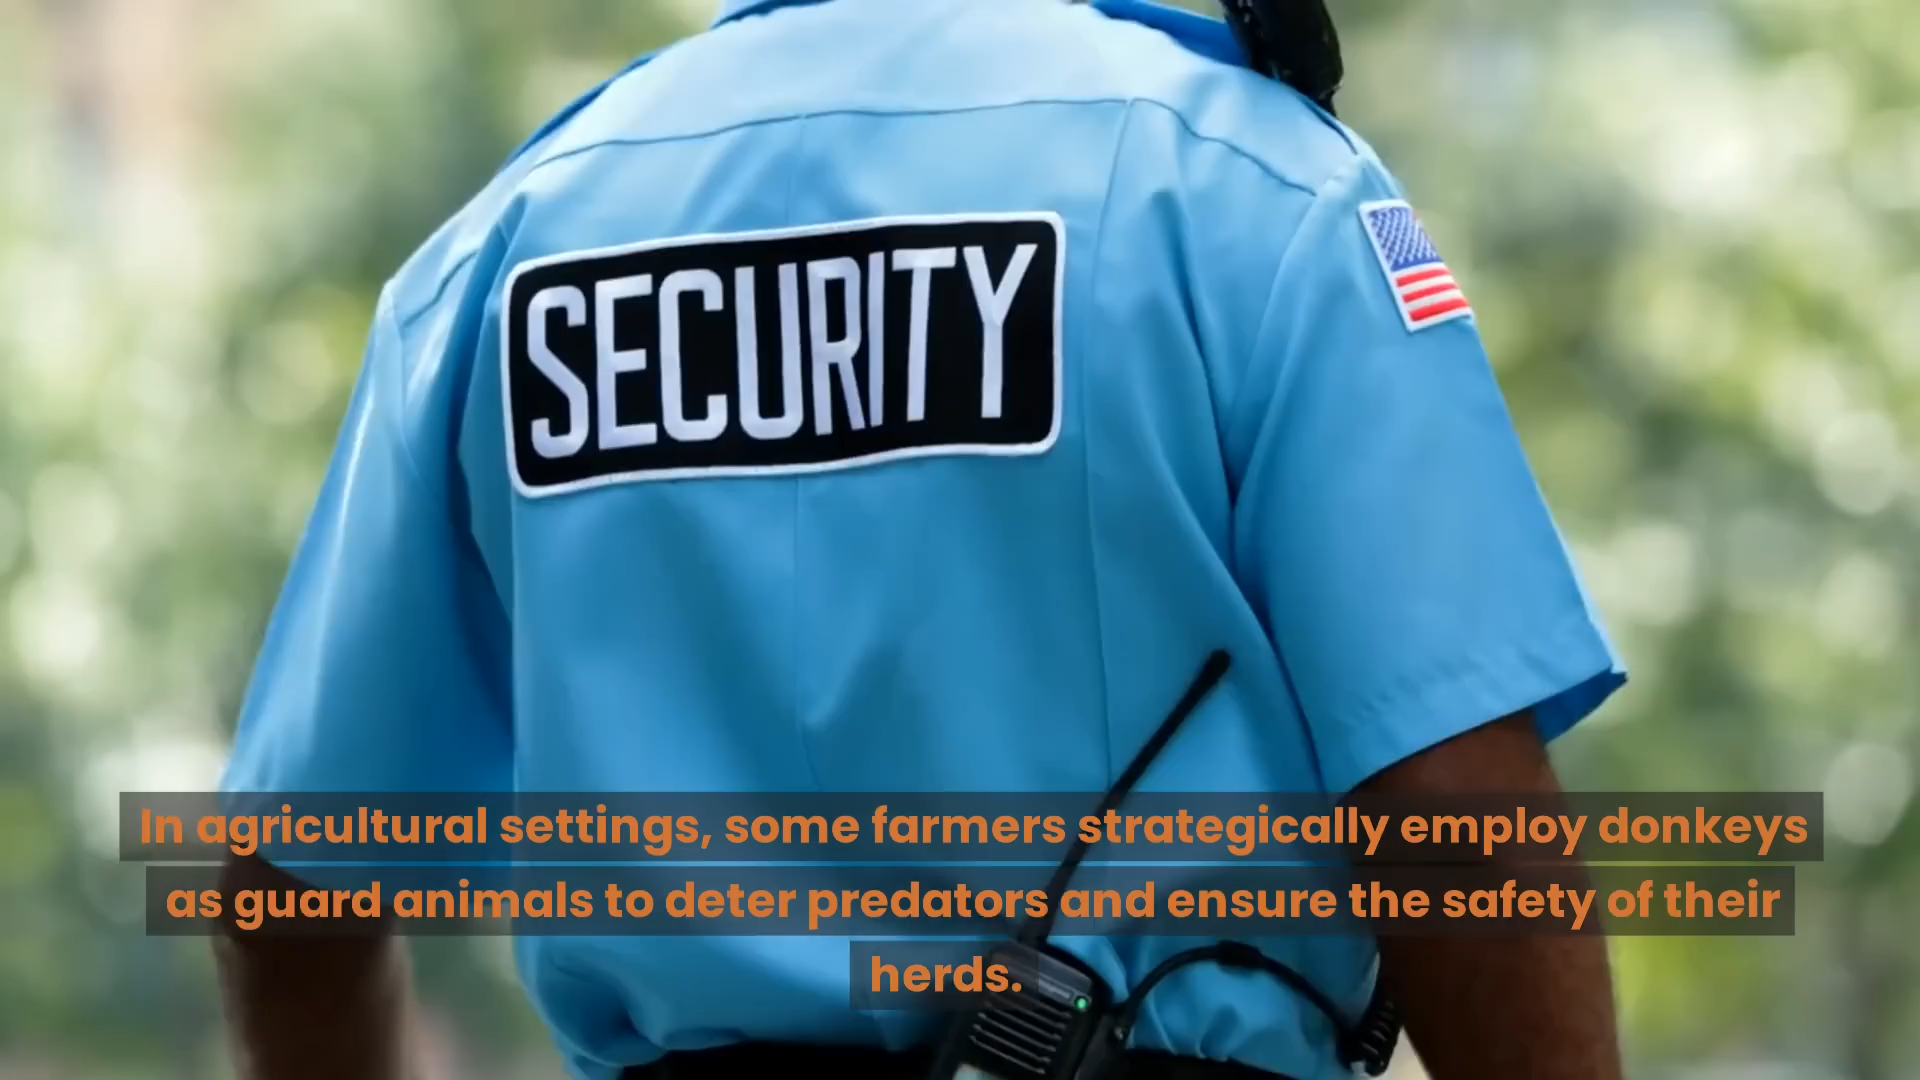 SECURITY
In agricultural settings, some farmers strategically employ donkeys
as guard animals to deter predators and ensure the safety of their
herds.